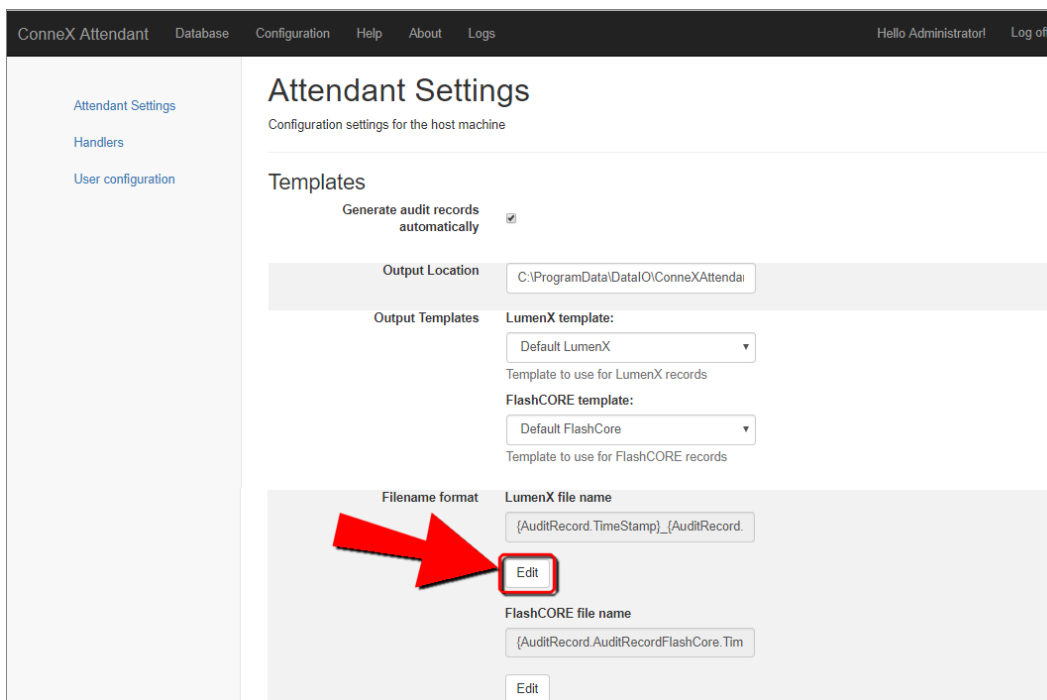 ConneX Attendant Database Configuration Help About Logs Hello Administrator! Log off
Attendant Settings
Handlers
User configuration
Attendant Settings
Configuration settings for the host machine
Templates
Generate audit records
automatically
Output Location
C:\ProgramData\DataIO\ConneXAttendar
Output Templates
LumenX template:
Default LumenX
Template to use for LumenX records
FlashCORE template:
Default FlashCore
Template to use for FlashCORE records
Filename format
LumenX file name
{AuditRecord.TimeStamp}_{AuditRecord.
Edit
FlashCORE file name
{AuditRecord.AuditRecordFlashCore.Tim
Edit